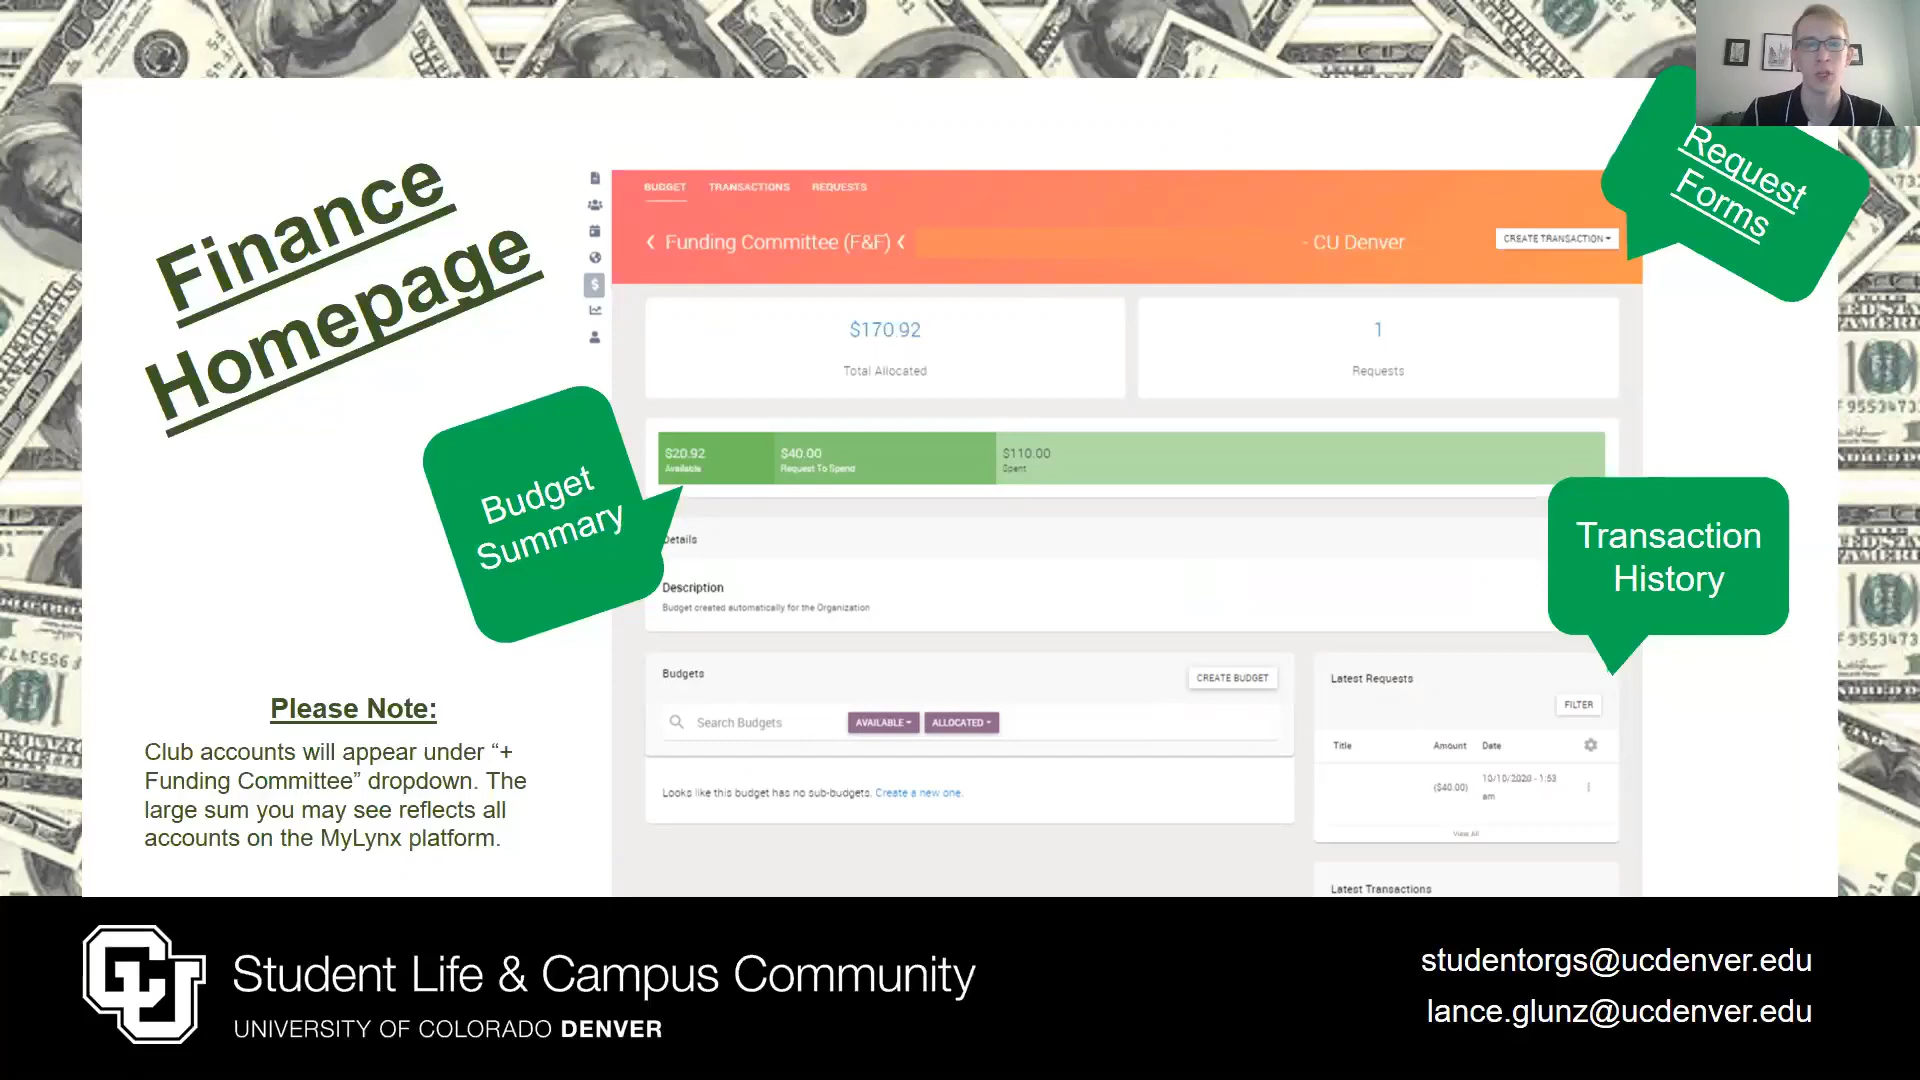 Finance
Homepage
Request
Forms
BUDGET TRANSACTIONS REQUESTS
Funding Committee (F&F) - CU Denver
CREATE TRANSACTION
$170.92
Total Allocated
1
Requests
$20.92
Available
$40.00
Request To Spend
$110.00
Spent
Budget
Summary
Transaction
History
Details
Description
Budget created automatically for the Organization
Budgets
CREATE BUDGET
Search Budgets
AVAILABLE
ALLOCATED
Looks like this budget has no sub-budgets. Create a new one.
Latest Requests
FILTER
Title Amount Date
($40.00) 10/10/2020 - 1:53
am
View All
Latest Transactions
Please Note:
Club accounts will appear under “+
Funding Committee” dropdown. The
large sum you may see reflects all
accounts on the MyLynx platform.
CU
Student Life & Campus Community
UNIVERSITY OF COLORADO DENVER
studentorgs@ucdenver.edu
lance.glunz@ucdenver.edu